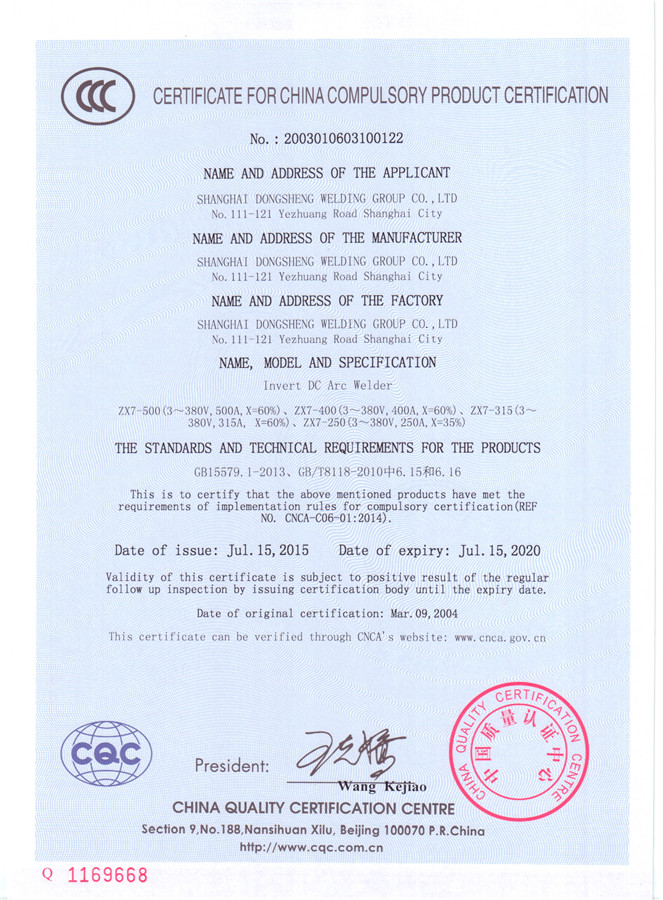 CCC
CERTIFICATE FOR CHINA COMPULSORY PRODUCT CERTIFICATION
No.: 2003010603100122
NAME AND ADDRESS OF THE APPLICANT
SHANGHAI DONGSHENG WELDING GROUP CO.,LTD
No.111-121 Yezhuang Road Shanghai City
NAME AND ADDRESS OF THE MANUFACTURER
SHANGHAI DONGSHENG WELDING GROUP CO.,LTD
No.111-121 Yezhuang Road Shanghai City
NAME AND ADDRESS OF THE FACTORY
SHANGHAI DONGSHENG WELDING GROUP CO.,LTD
No.111-121 Yezhuang Road Shanghai City
NAME, MODEL AND SPECIFICATION
Invert DC Arc Welder
ZX7-500(3～380V,500A,X=60%)、ZX7-400(3～380V,400A,X=60%)、ZX7-315(3～
380V,315A, X=60%)、ZX7-250(3～380V,250A,X=35%)
THE STANDARDS AND TECHNICAL REQUIREMENTS FOR THE PRODUCTS
GB15579.1-2013、GB/T8118-2010中6.15和6.16
This is to certify that the above mentioned products have met the
requirements of implementation rules for compulsory certification(REF
NO. CNCA-C06-01:2014).
Date of issue: Jul.15,2015 Date of expiry: Jul.15,2020
Validity of this certificate is subject to positive result of the regular
follow up inspection by issuing certification body until the expiry date.
Date of original certification: Mar.09,2004
This certificate can be verified through CNCA's website: www.cnca.gov.cn
CHINA QUALITY CERTIFICATION CENTRE
中国质量认证中心
CQC
President:
Wang Kejiao
CHINA QUALITY CERTIFICATION CENTRE
Section 9,No.188,Nansihuan Xilu, Beijing 100070 P.R.China
http://www.cqc.com.cn
Q 1169668